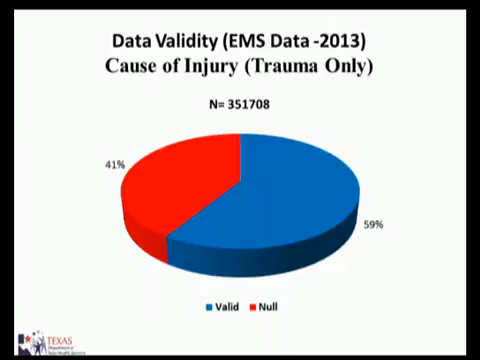 Data Validity (EMS Data -2013)
Cause of Injury (Trauma Only)
N= 351708
41%
59%
Valid Null
TEXAS